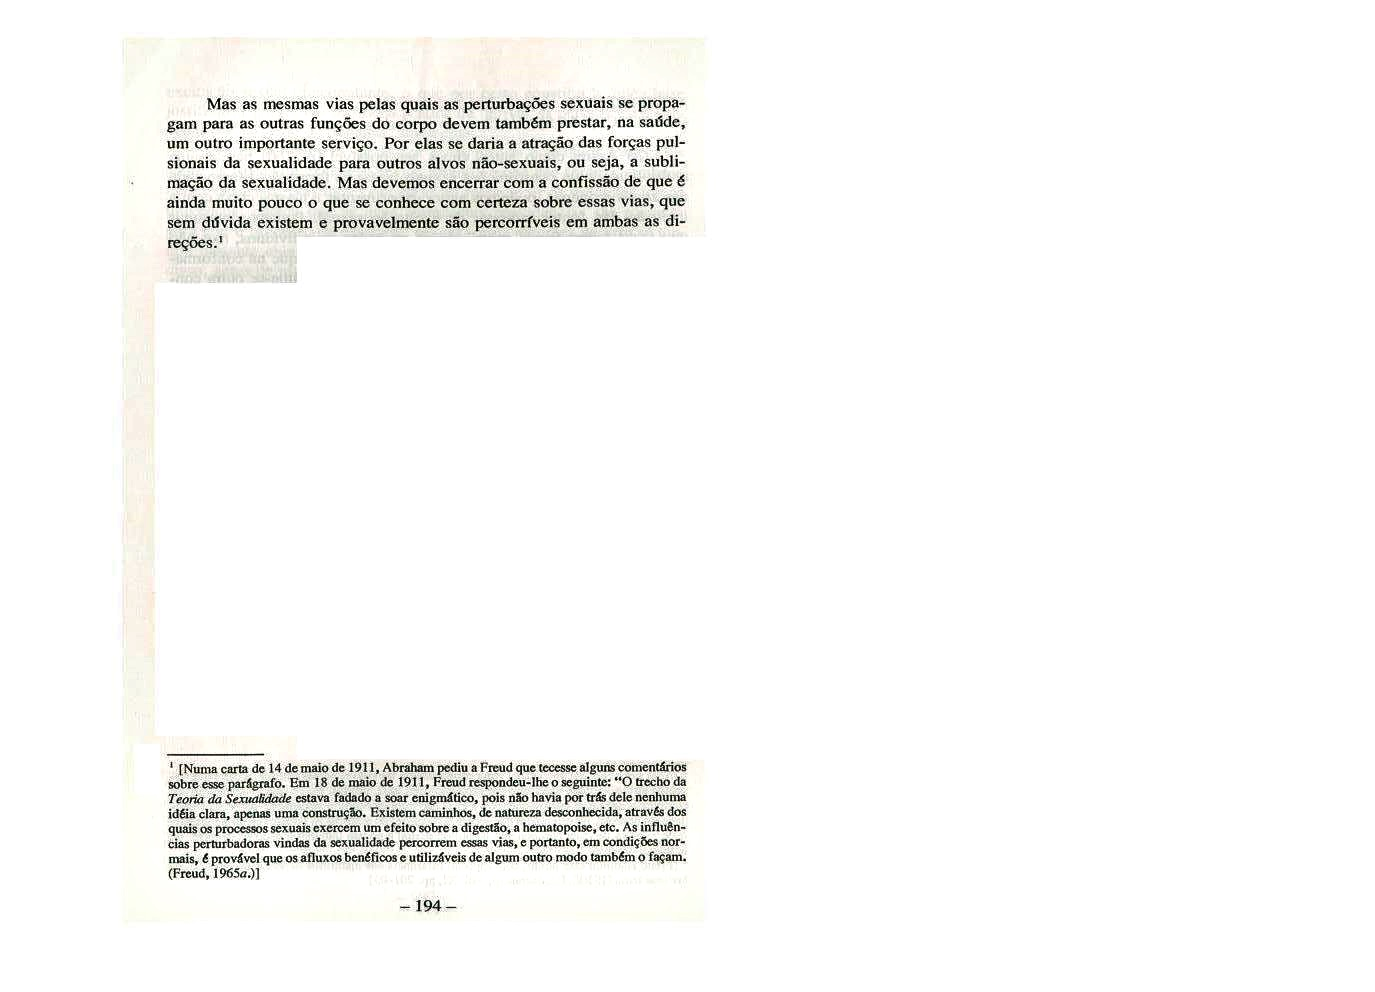 Mas as mesmas vias pelas quais as perturbações sexuais se propa-
gam para as outras funções do corpo devem também prestar, na saúde,
um outro importante serviço. Por elas se daria a atração das forças pul-
sionais da sexualidade para outros alvos não-sexuais, ou seja, a subli-
mação da sexualidade. Mas devemos encerrar com a confissão de que é
ainda muito pouco o que se conhece com certeza sobre essas vias, que
sem dúvida existem e provavelmente são percorríveis em ambas as di-
reções.¹
¹ [Numa carta de 14 de maio de 1911, Abraham pediu a Freud que tecesse alguns comentários
sobre esse parágrafo. Em 18 de maio de 1911, Freud respondeu-lhe o seguinte: “O trecho da
Teoria da Sexualidade estava fadado a soar enigmático, pois não havia por trás dele nenhuma
idéia clara, apenas uma construção. Existem caminhos, de natureza desconhecida, através dos
quais os processos sexuais exercem um efeito sobre a digestão, a hematopoise, etc. As influên-
cias perturbadoras vindas da sexualidade percorrem essas vias, e portanto, em condições nor-
mais, é provável que os afluxos benéficos e utilizáveis de algum outro modo também o façam.
(Freud, 1965a.)]
– 194 –